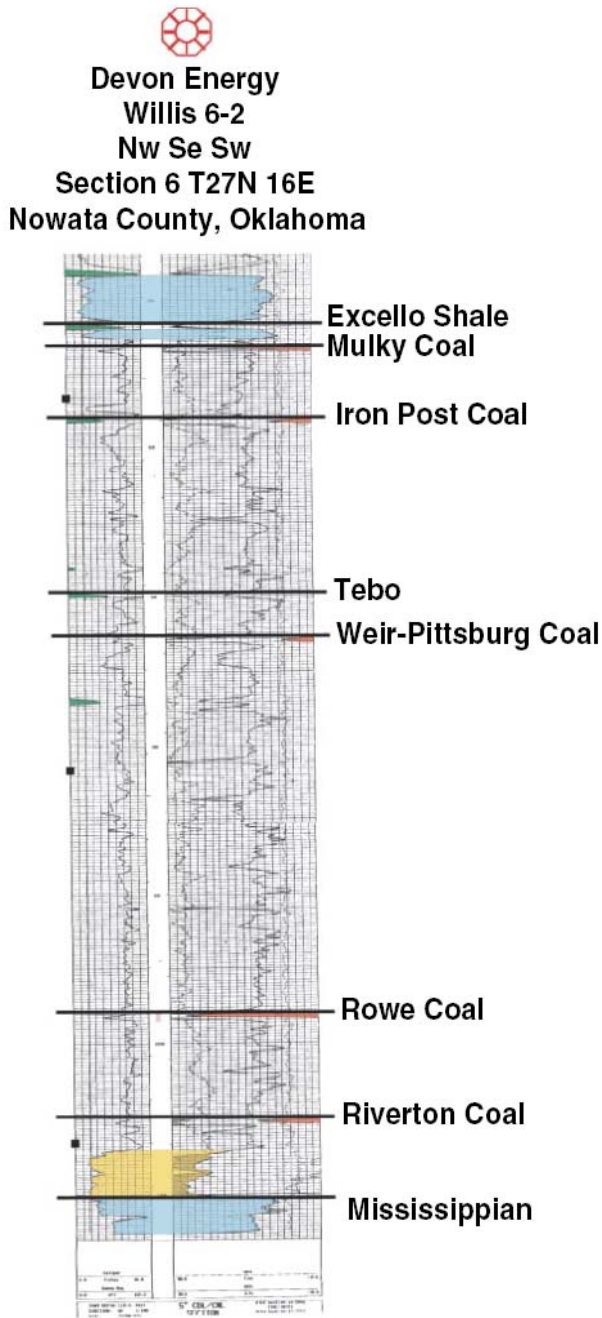 Devon Energy
Willis 6-2
Nw Se Sw
Section 6 T27N 16E
Nowata County, Oklahoma
Excello Shale
Mulky Coal
Iron Post Coal
Tebo
Weir-Pittsburg Coal
Rowe Coal
Riverton Coal
Mississippian